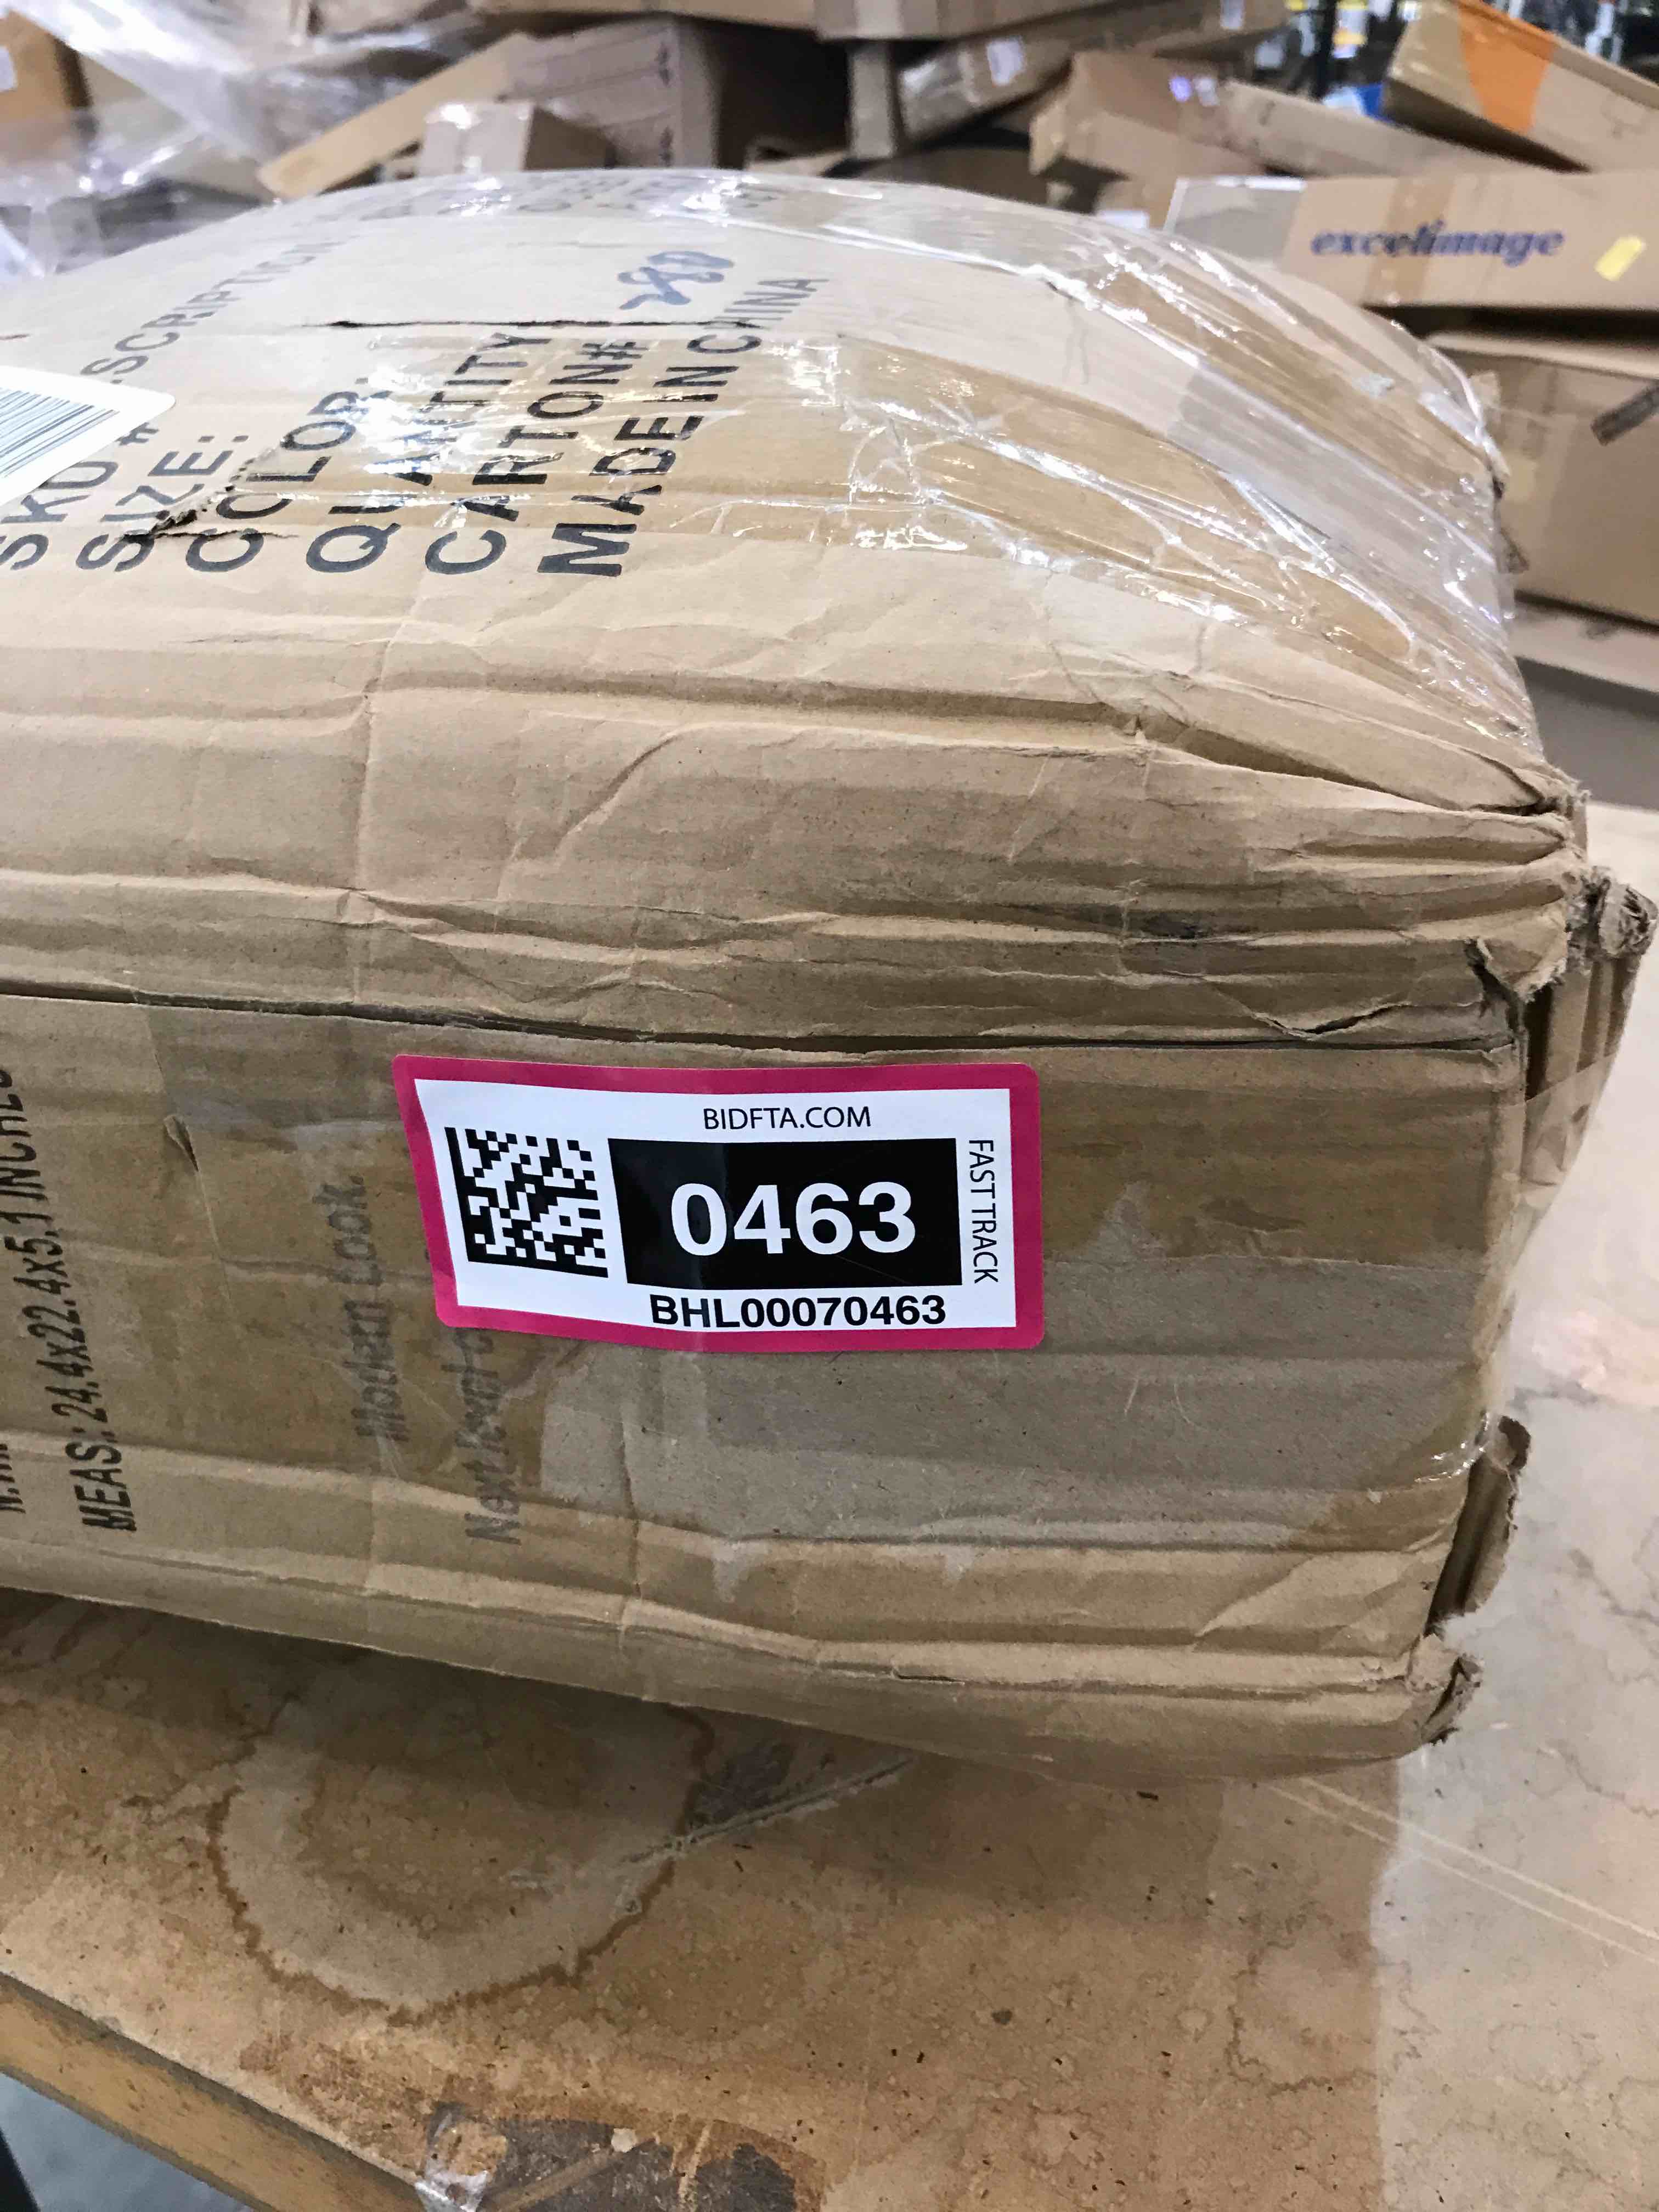 excelimage
SKU #
SIZE:
COLOR:
QUANTITY
CARTON#
MADE IN CHINA
BIDFTA.COM
0463
FAST TRACK
BHL00070463
MEAS: 24.4x22.4x5.1 INCHES
Modern Look.